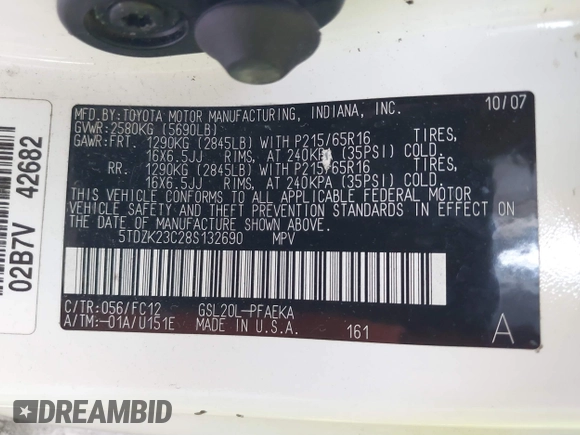 MFD.BY:TOYOTA MOTOR MANUFACTURING, INDIANA, INC. 10/07
GVWR:2580KG (5690LB)
GAWR:FRT. 1290KG (2845LB) WITH P215/65R16 TIRES,
16X6.5JJ RIMS, AT 240KPA (35PSI) COLD.
RR. 1290KG (2845LB) WITH P215/65R16 TIRES,
16X6.5JJ RIMS, AT 240KPA (35PSI) COLD.
THIS VEHICLE CONFORMS TO ALL APPLICABLE FEDERAL MOTOR
VEHICLE SAFETY AND THEFT PREVENTION STANDARDS IN EFFECT ON
THE DATE OF MANUFACTURE SHOWN ABOVE.
5TDZK23C28S132690 MPV
C/TR:056/FC12 GSL20L-PFAEKA
A/TM:-01A/U151E MADE IN U.S.A. 161 A
02B7V 42682
DREAMBID